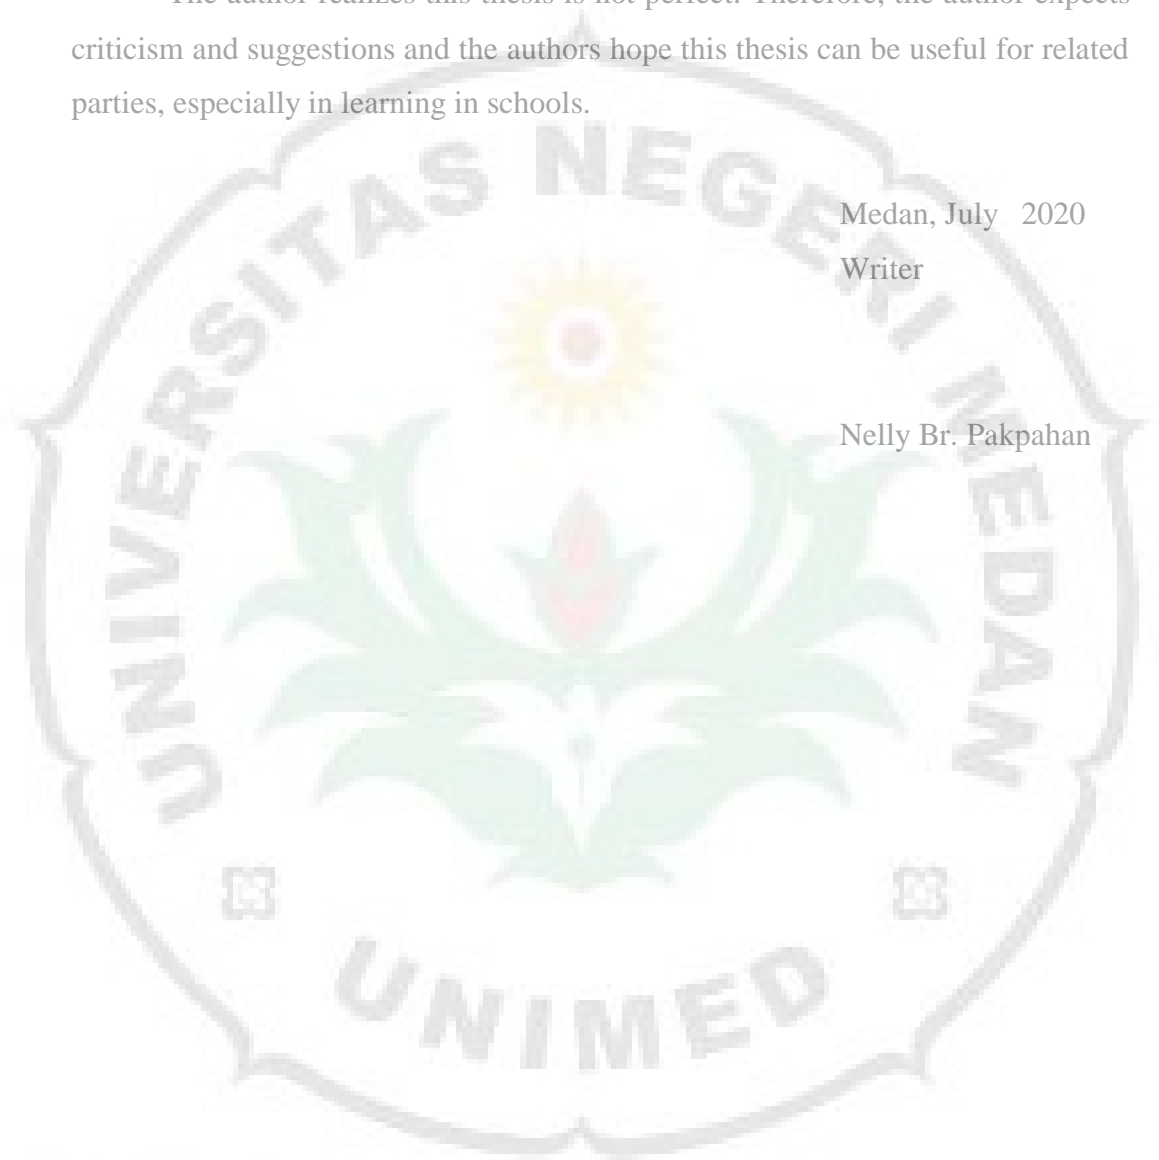 The author realizes this thesis is not perfect. Therefore, the author expects
criticism and suggestions and the authors hope this thesis can be useful for related
parties, especially in learning in schools.
Medan, July 2020
Writer
Nelly Br. Pakpahan
UNIVERSITAS NEGERI MEDAN
UNIMED